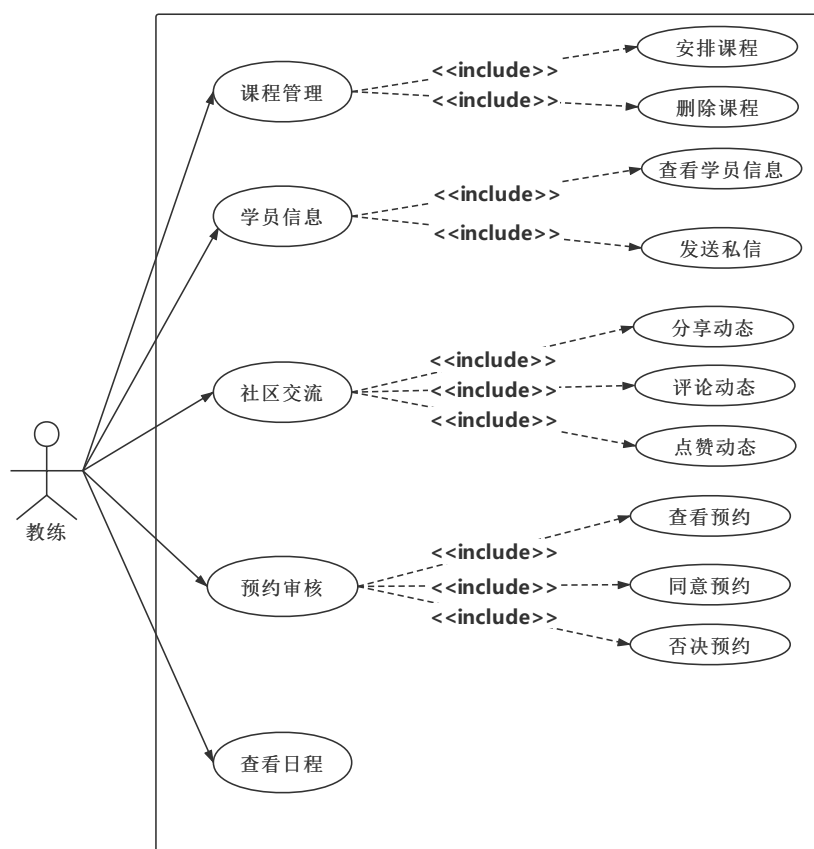 安排课程
<<include>>
课程管理
<<include>>
删除课程
查看学员信息
<<include>>
学员信息
<<include>>
发送私信
分享动态
<<include>>
社区交流
<<include>>
评论动态
<<include>>
点赞动态
教练
查看预约
<<include>>
预约审核
<<include>>
同意预约
<<include>>
否决预约
查看日程